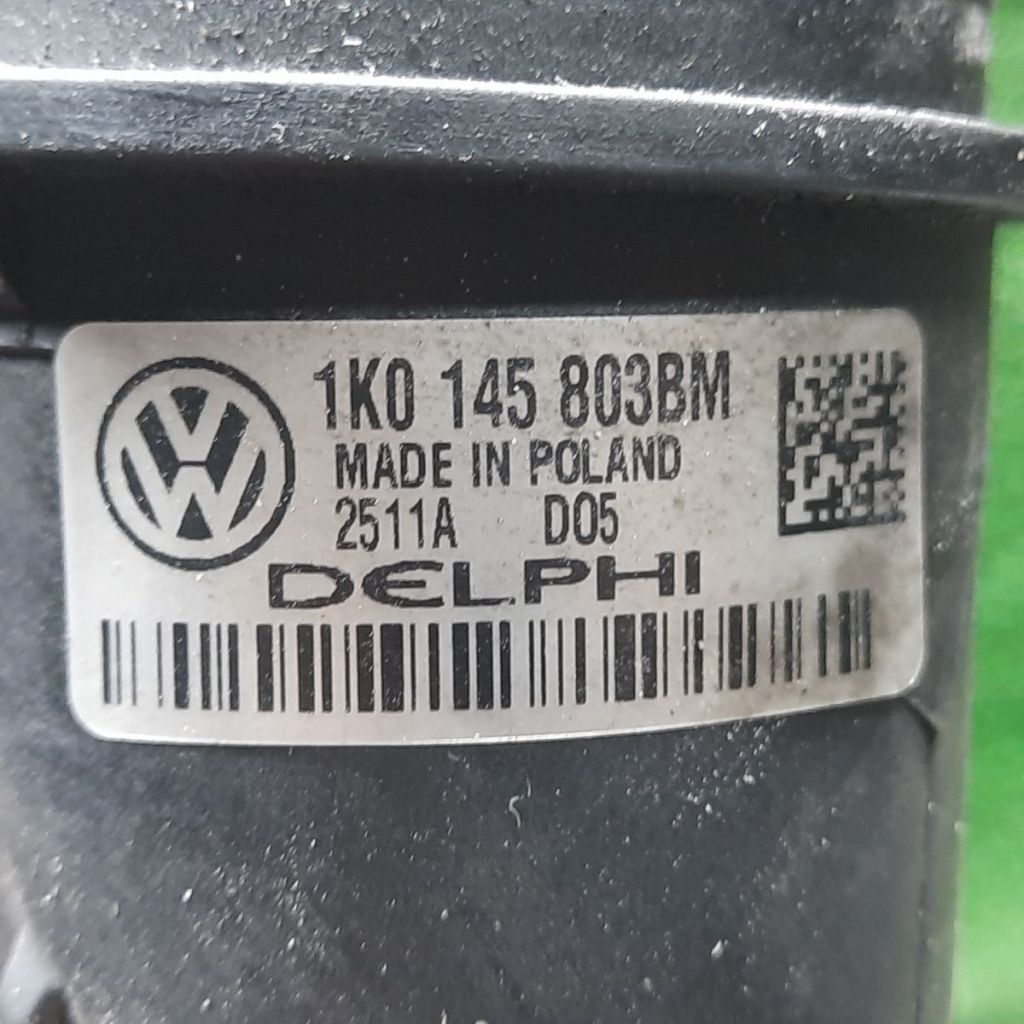 1K0 145 803BM
MADE IN POLAND
2511A D05
DELPHI